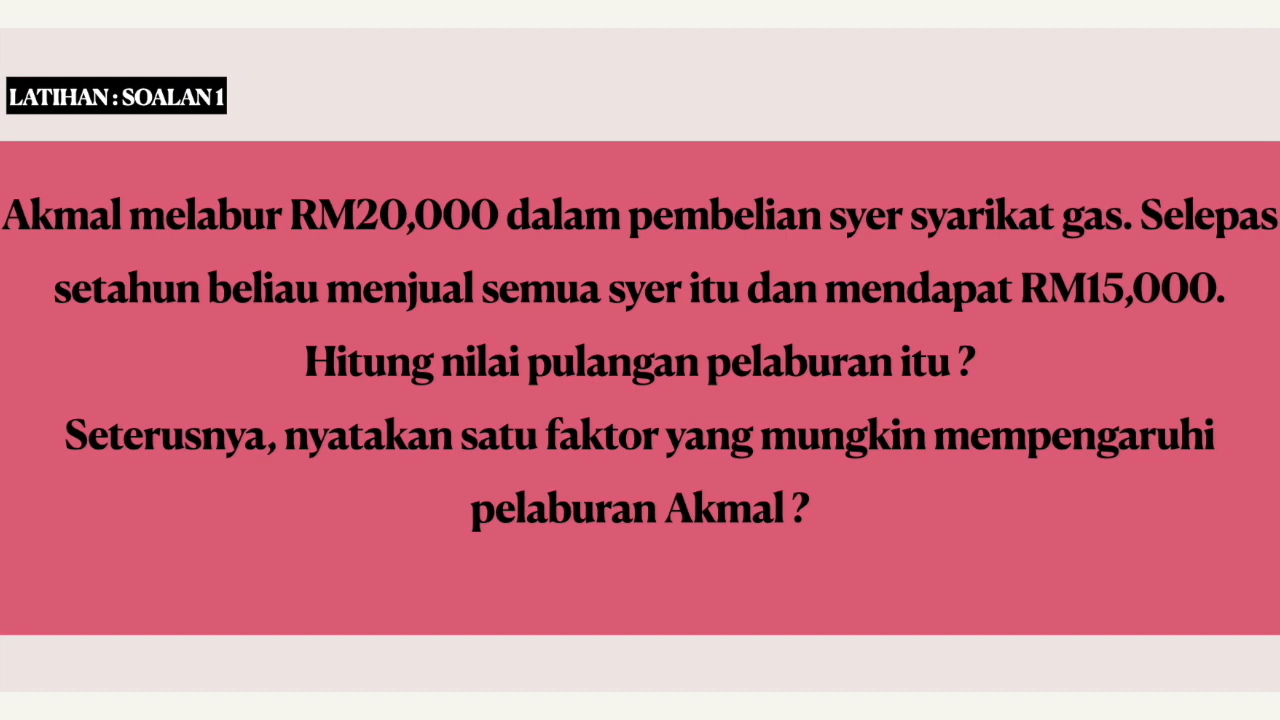 LATIHAN : SOALAN 1
Akmal melabur RM20,000 dalam pembelian syer syarikat gas. Selepas
setahun beliau menjual semua syer itu dan mendapat RM15,000.
Hitung nilai pulangan pelaburan itu ?
Seterusnya, nyatakan satu faktor yang mungkin mempengaruhi
pelaburan Akmal ?